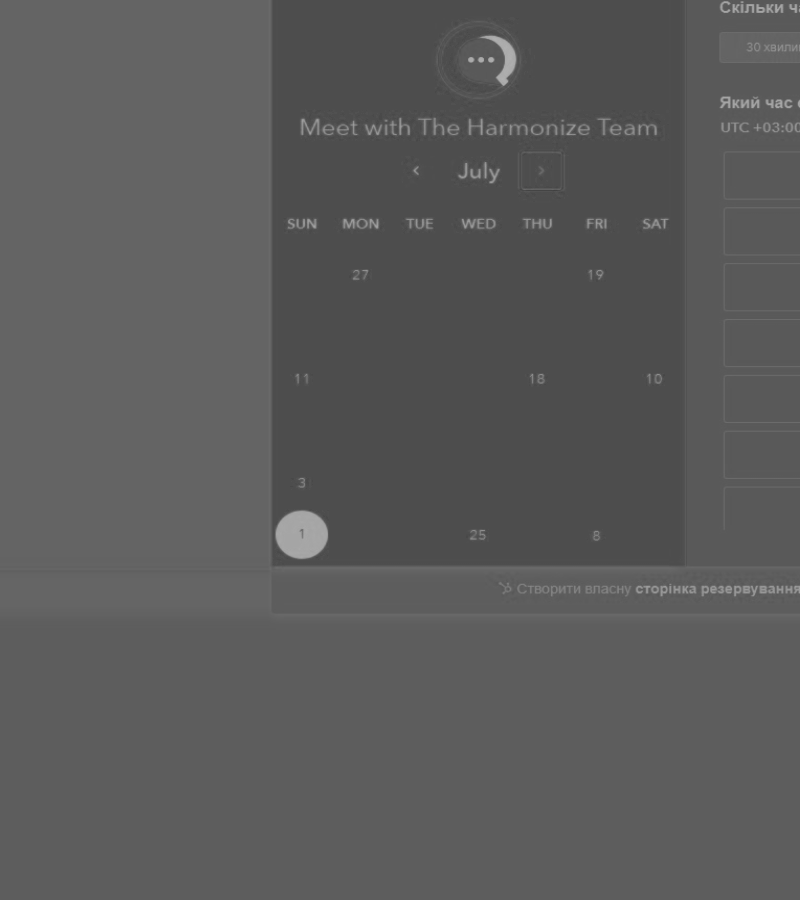 Скільки ч
30 хвили
Який час
UTC +03:00
Meet with The Harmonize Team
July
SUN MON TUE WED THU FRI SAT
27 19
11 18 10
3
1 25 8
Створити власну сторінка резервування